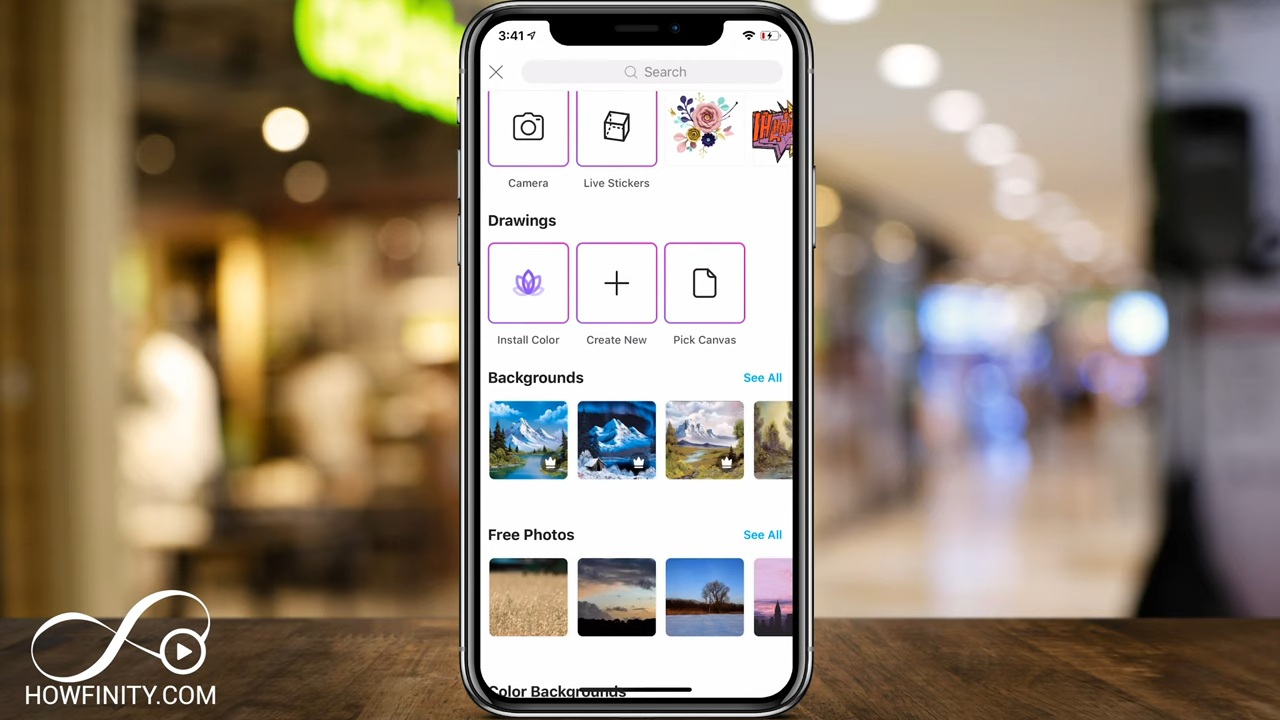 3:41
Search
Camera
Live Stickers
Drawings
Install Color
Create New
Pick Canvas
Backgrounds
See All
Free Photos
See All
Color Backgrounds
HOWFINITY.COM